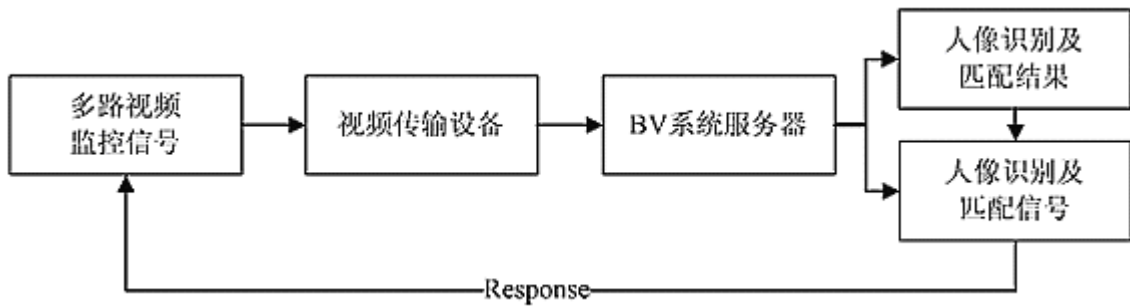 多路视频
监控信号
视频传输设备
BV系统服务器
人像识别及
匹配结果
人像识别及
匹配信号
Response